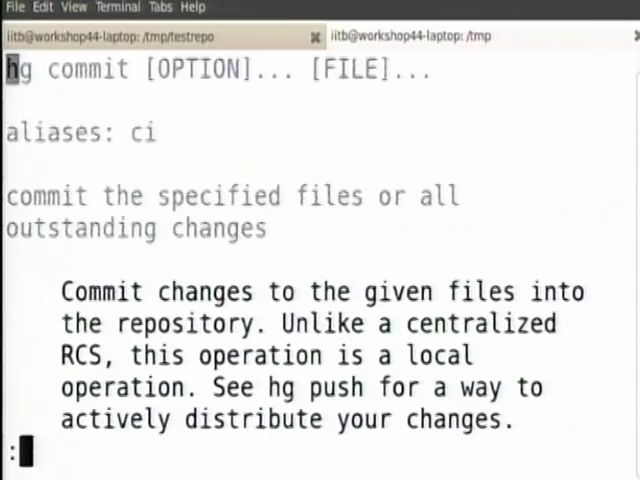 File Edit View Terminal Tabs Help
iitb@workshop44-laptop: /tmp/testrepo
iitb@workshop44-laptop: /tmp
hg commit [OPTION]... [FILE]...
aliases: ci
commit the specified files or all
outstanding changes
Commit changes to the given files into
the repository. Unlike a centralized
RCS, this operation is a local
operation. See hg push for a way to
actively distribute your changes.
: